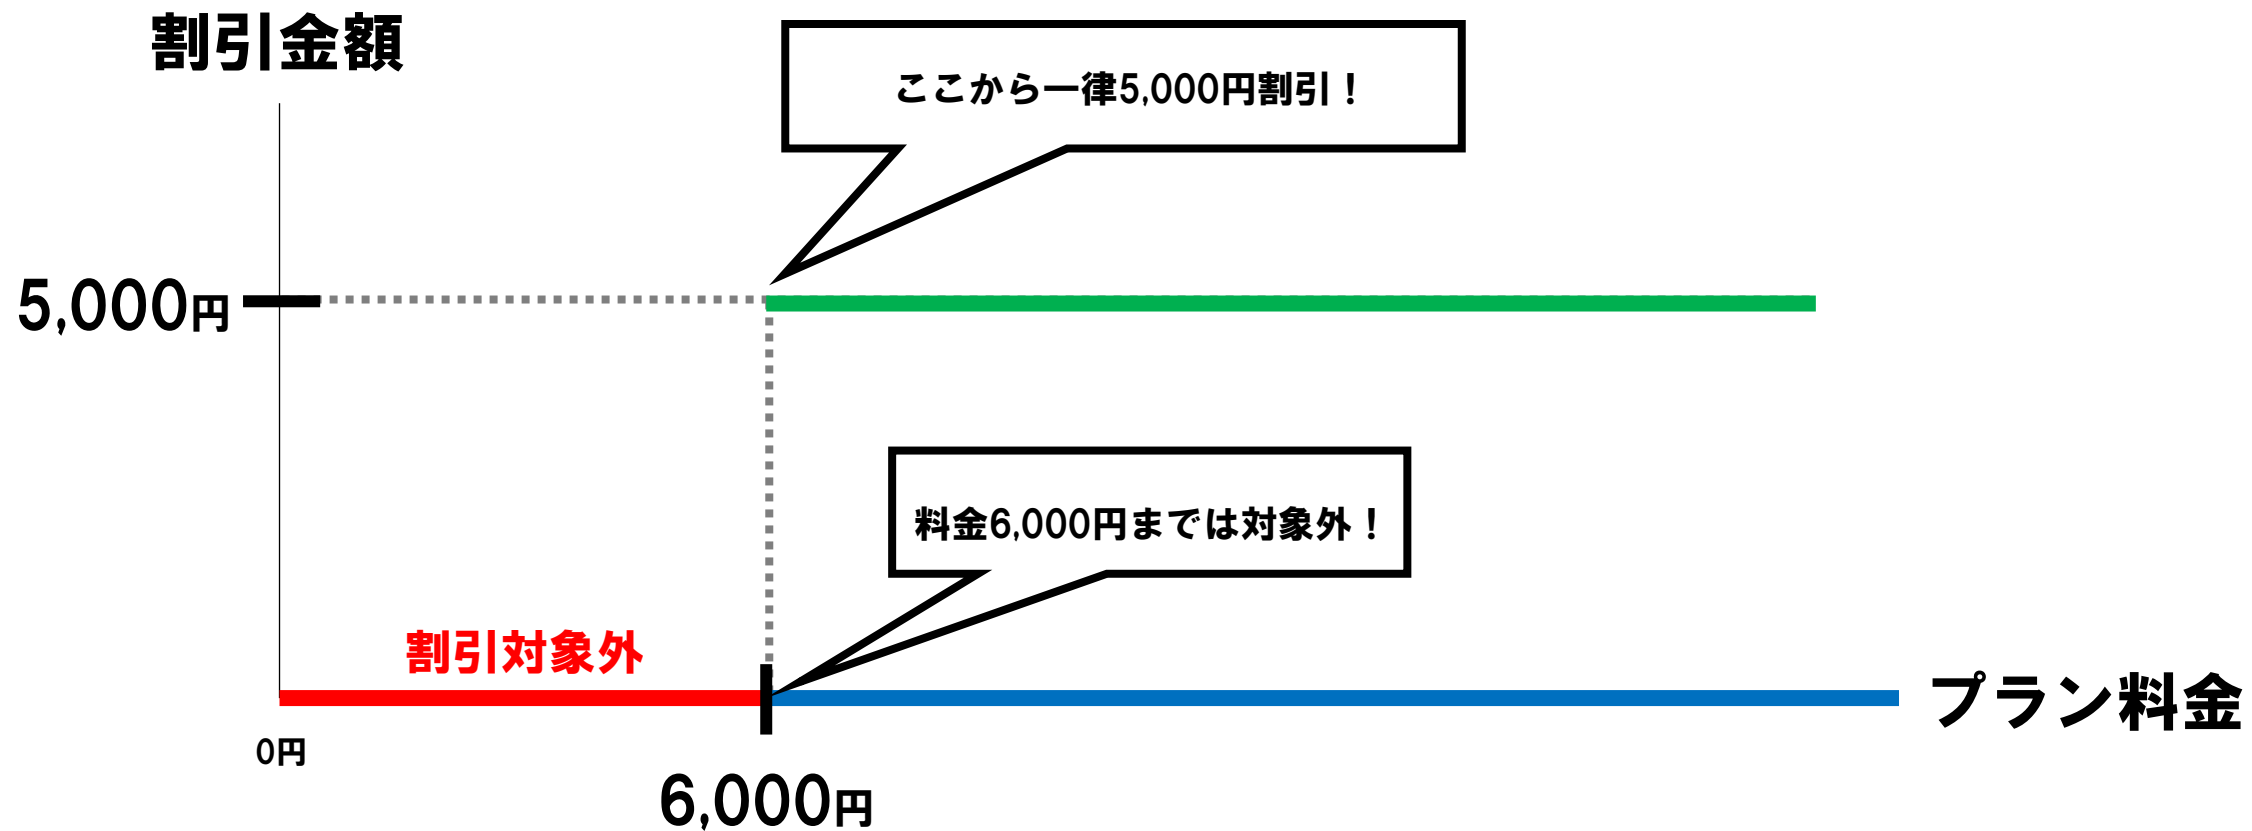 割引金額
ここから一律5,000円割引！
5,000円
料金6,000円までは対象外！
割引対象外
プラン料金
0円
6,000円